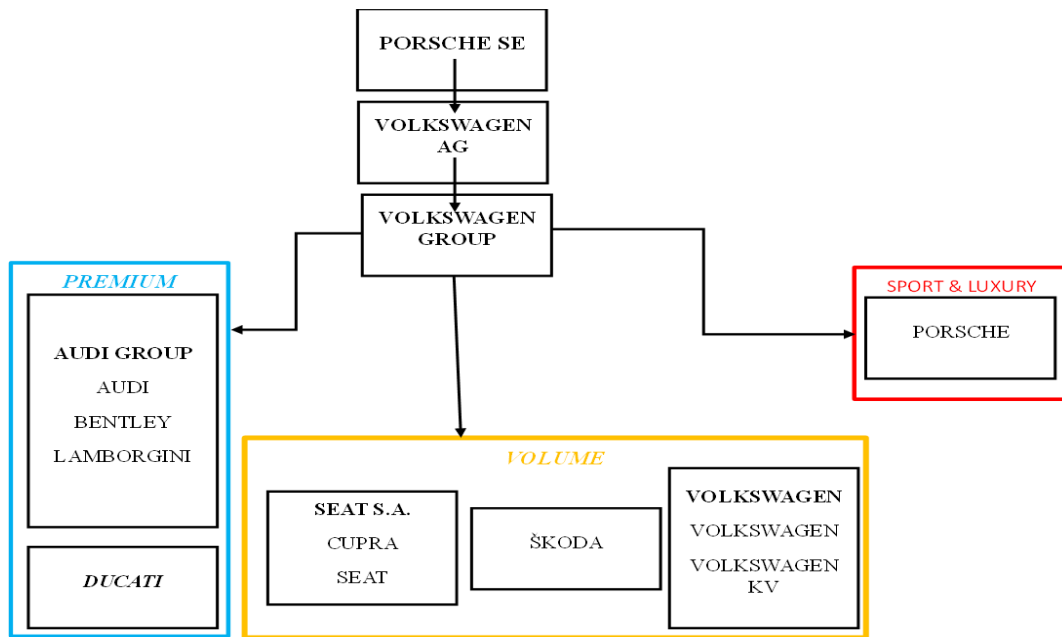 PORSCHE SE
VOLKSWAGEN
AG
VOLKSWAGEN
GROUP
PREMIUM
AUDI GROUP
AUDI
BENTLEY
LAMBORGINI
DUCATI
VOLUME
SEAT S.A.
CUPRA
SEAT
ŠKODA
VOLKSWAGEN
VOLKSWAGEN
VOLKSWAGEN
KV
SPORT & LUXURY
PORSCHE